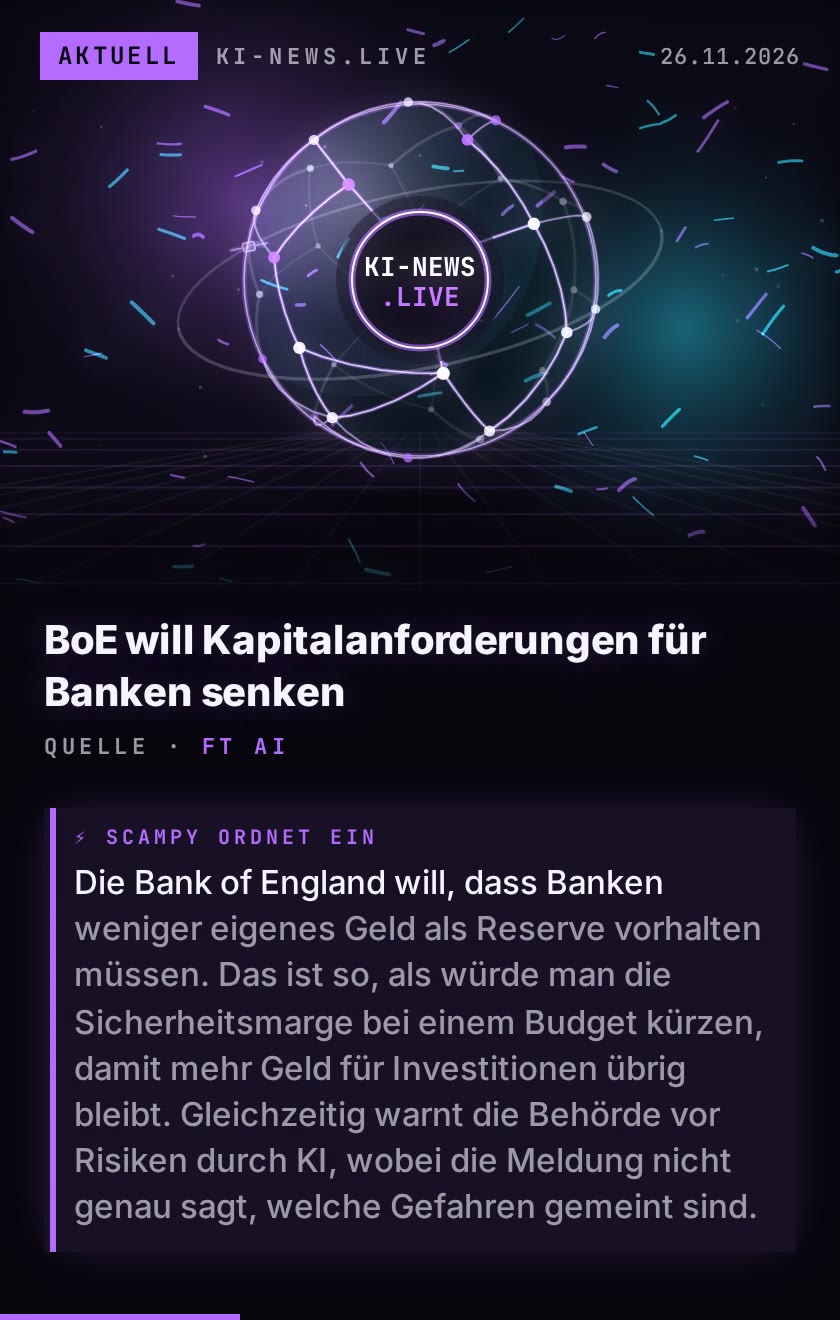 AKTUELL KI-NEWS.LIVE 26.11.2026
KI-NEWS
.LIVE
BoE will Kapitalanforderungen für
Banken senken
QUELLE · FT AI
⚡ SCAMPY ORDNET EIN
Die Bank of England will, dass Banken
weniger eigenes Geld als Reserve vorhalten
müssen. Das ist so, als würde man die
Sicherheitsmarge bei einem Budget kürzen,
damit mehr Geld für Investitionen übrig
bleibt. Gleichzeitig warnt die Behörde vor
Risiken durch KI, wobei die Meldung nicht
genau sagt, welche Gefahren gemeint sind.